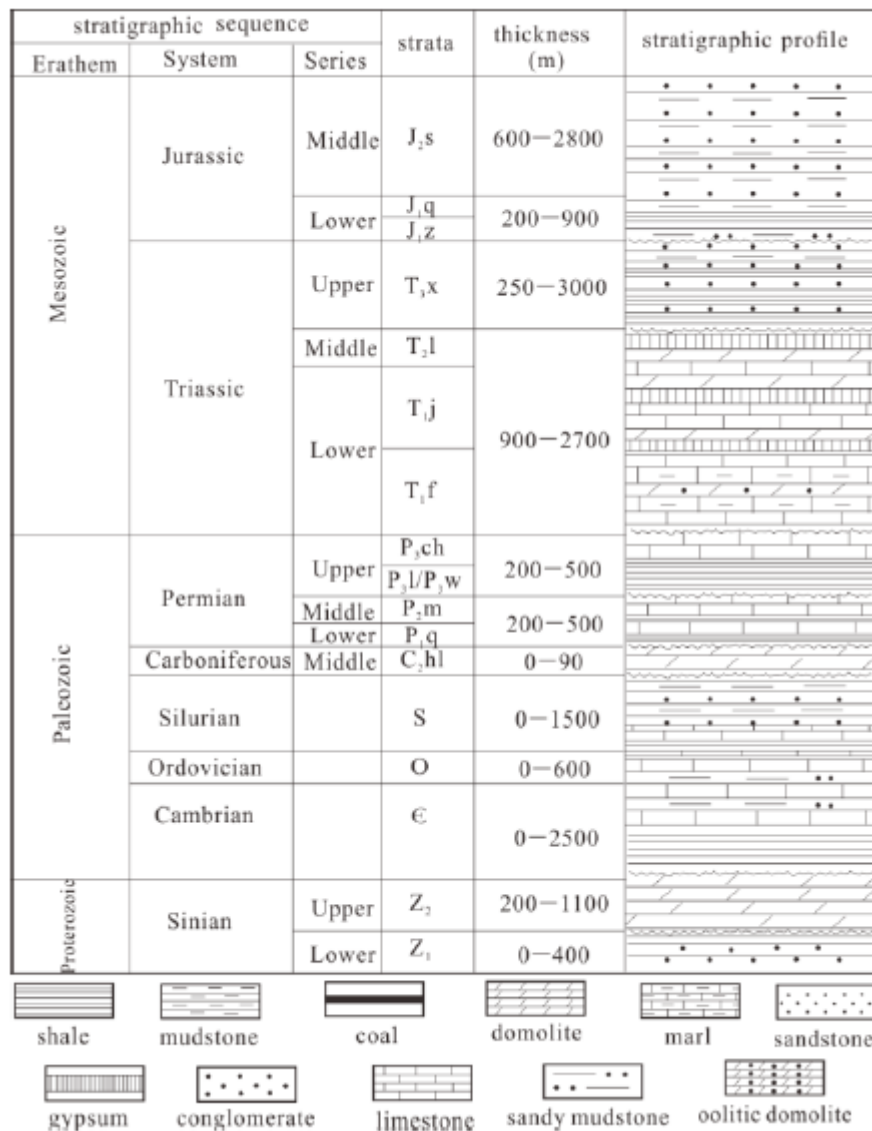 stratigraphic sequence
strata
thickness
(m)
stratigraphic profile
Erathem
System
Series
Mesozoic
Jurassic
Middle
J₂s
600—2800
Lower
J₁q
J₁z
200—900
Triassic
Upper
T₃x
250—3000
Middle
T₂l
Lower
T₁j
T₁f
900—2700
Paleozoic
Permian
Upper
P₃ch
P₃l/P₃w
200—500
Middle
P₂m
Lower
P₁q
200—500
Carboniferous
Middle
C₂hl
0—90
Silurian
S
0—1500
Ordovician
O
0—600
Cambrian
Є
0—2500
Proterozoic
Sinian
Upper
Z₂
200—1100
Lower
Z₁
0—400
shale
mudstone
coal
domolite
marl
sandstone
gypsum
conglomerate
limestone
sandy mudstone
oolitic domolite